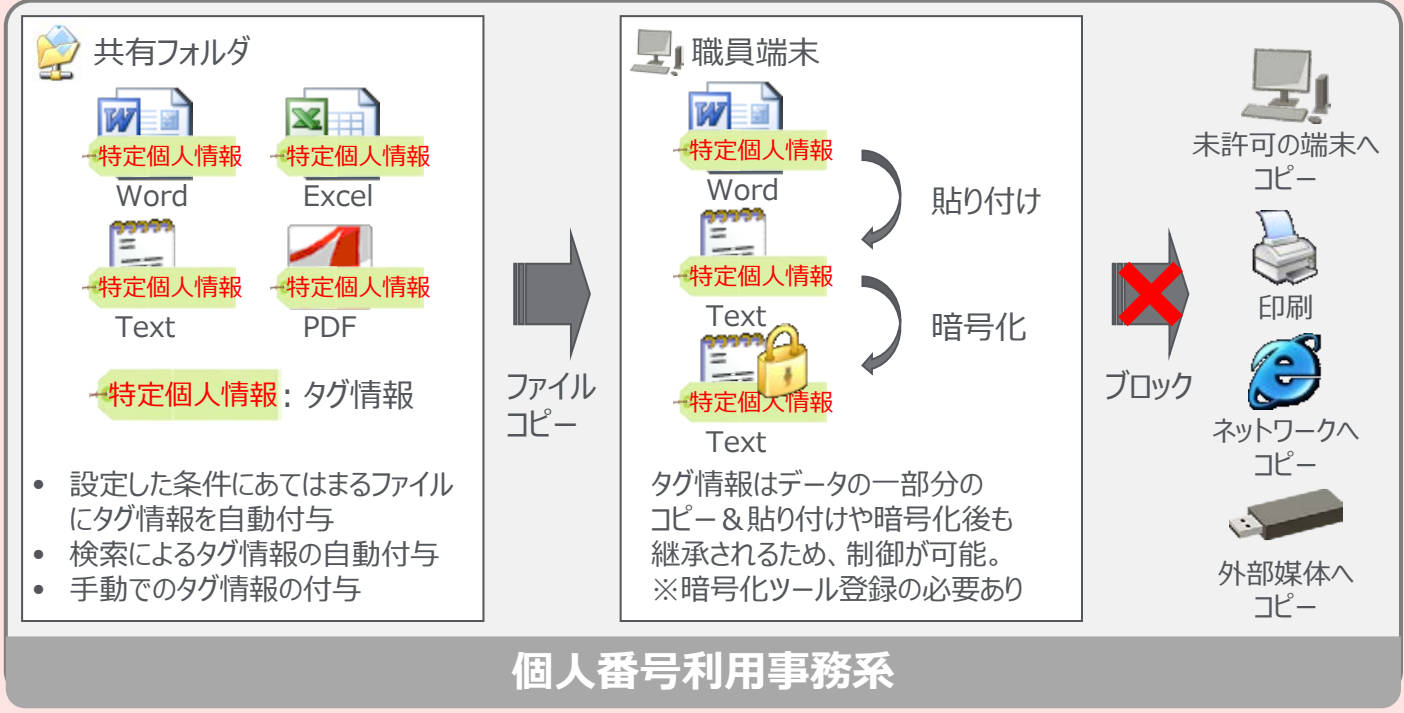 共有フォルダ
特定個人情報
特定個人情報
Word
Excel
特定個人情報
特定個人情報
Text
PDF
特定個人情報：タグ情報
• 設定した条件にあてはまるファイル
にタグ情報を自動付与
• 検索によるタグ情報の自動付与
• 手動でのタグ情報の付与
ファイル
コピー
職員端末
特定個人情報
Word
貼り付け
特定個人情報
Text
暗号化
特定個人情報
Text
タグ情報はデータの一部分の
コピー＆貼り付けや暗号化後も
継承されるため、制御が可能。
※暗号化ツール登録の必要あり
ブロック
未許可の端末へ
コピー
印刷
ネットワークへ
コピー
外部媒体へ
コピー
個人番号利用事務系